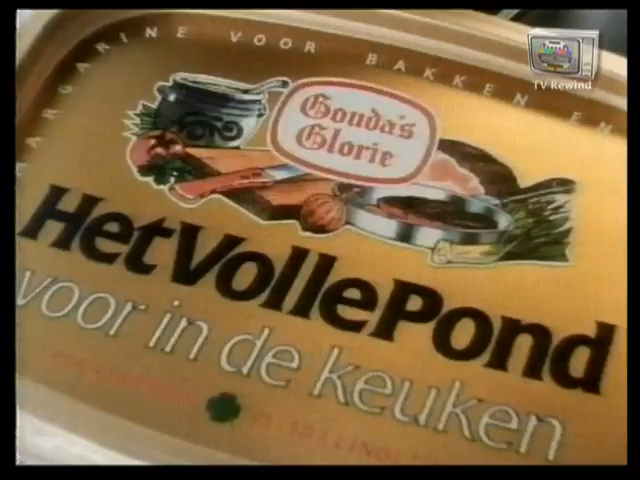 TV Rewind
MARGARINE VOOR BAKKEN EN
Gouda's
Glorie
HetVollePond
voor in de keuken